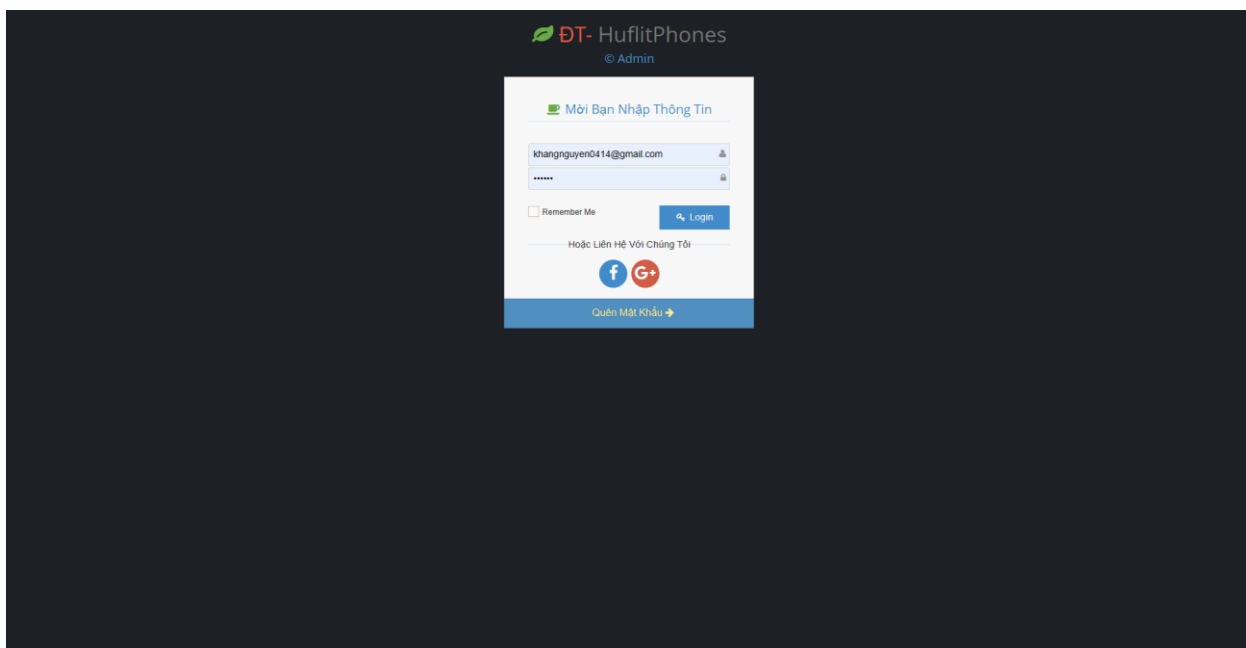 ĐT- HuflitPhones
© Admin
Mời Bạn Nhập Thông Tin
khangnguyen0414@gmail.com
••••••
Remember Me
Login
Hoặc Liên Hệ Với Chúng Tôi
f G+
Quên Mật Khẩu